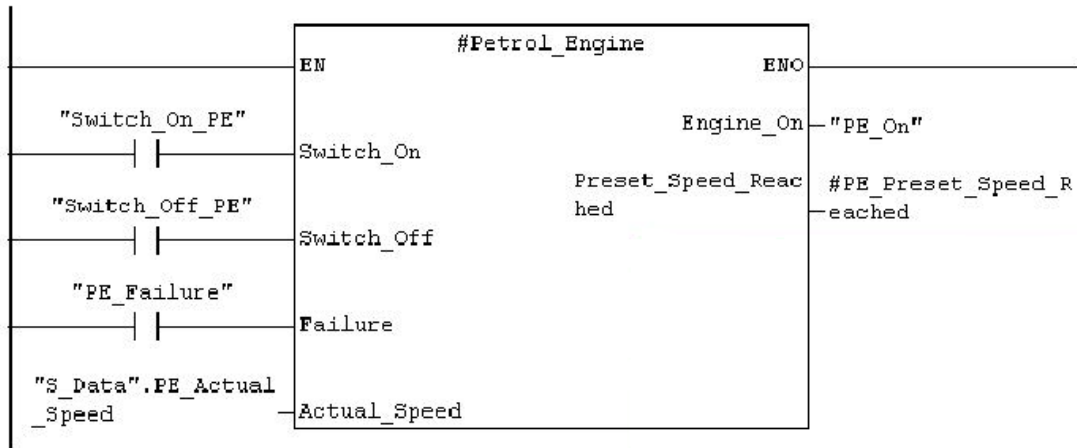 #Petrol_Engine
EN
ENO
"Switch_On_PE"
Switch_On
Engine_On
"PE_On"
Preset_Speed_Reac
hed
#PE_Preset_Speed_R
eached
"Switch_Off_PE"
Switch_Off
"PE_Failure"
Failure
"S_Data".PE_Actual
_Speed
Actual_Speed